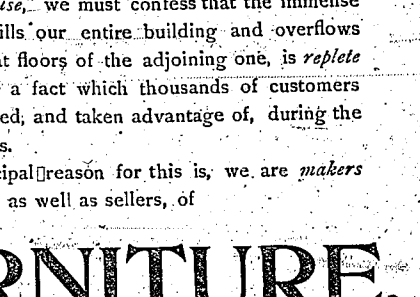 ise, we must confess that the immense
ills our entire building and overflows
t floors of the adjoining one, is replete
a fact which thousands of customers
ed, and taken advantage of, during the
s.
cipal reason for this is, we are makers
as well as sellers, of
RNITURE